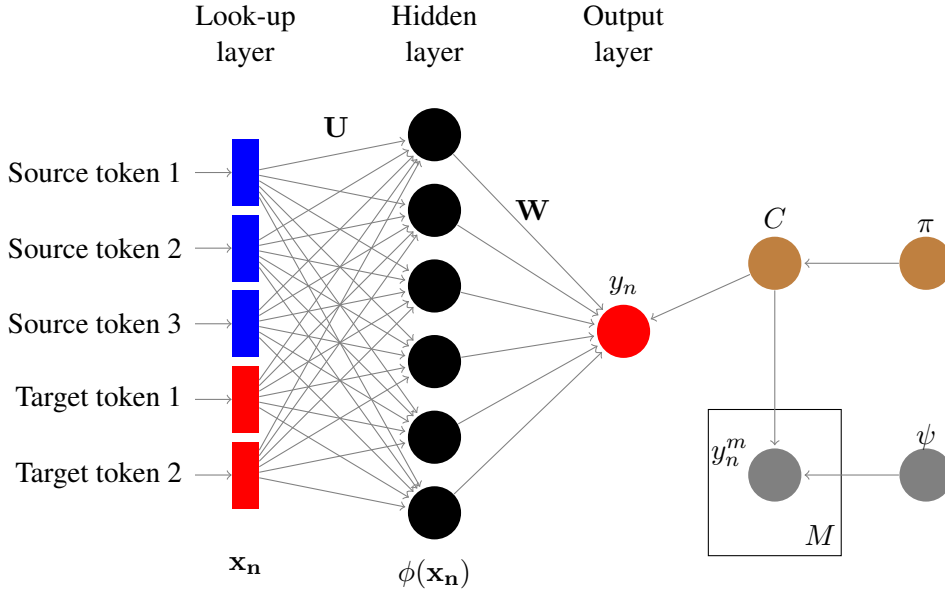 Look-up
layer
Hidden
layer
Output
layer
U
W
Source token 1
Source token 2
Source token 3
Target token 1
Target token 2
y_n
C
π
y_n^m
ψ
M
x_n
ϕ(x_n)